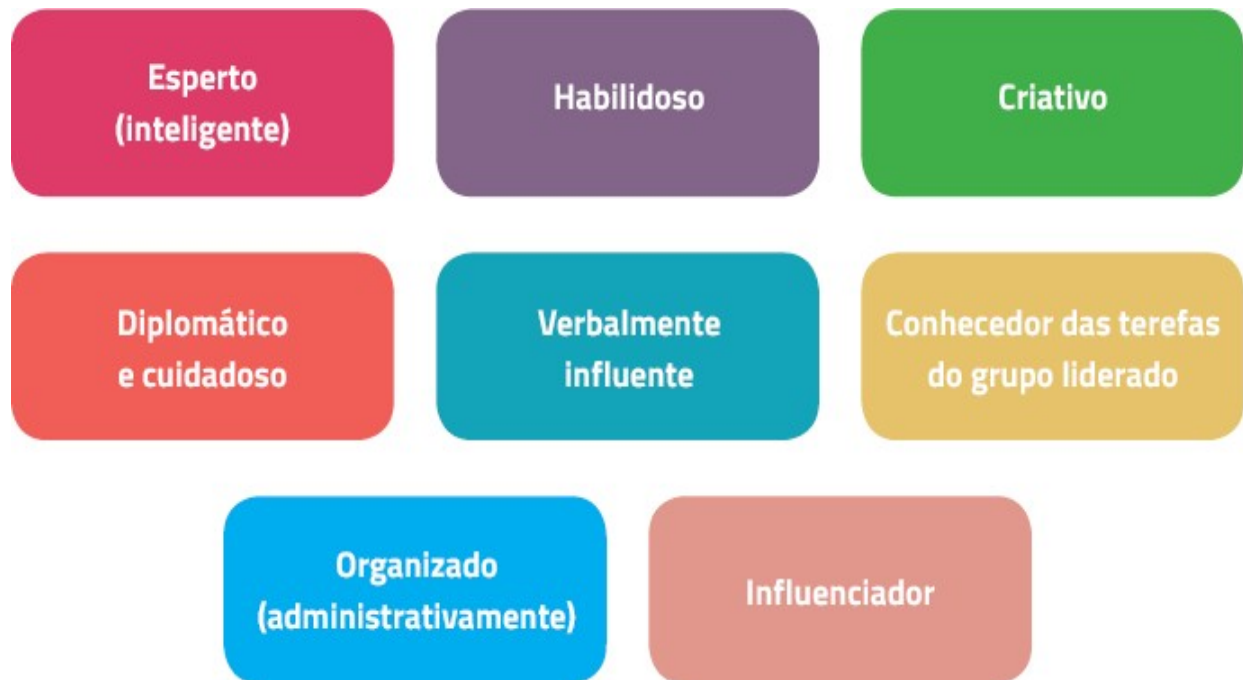 Esperto
(inteligente)
Habilidoso
Criativo
Diplomático
e cuidadoso
Verbalmente
influente
Conhecedor das terefas
do grupo liderado
Organizado
(administrativamente)
Influenciador